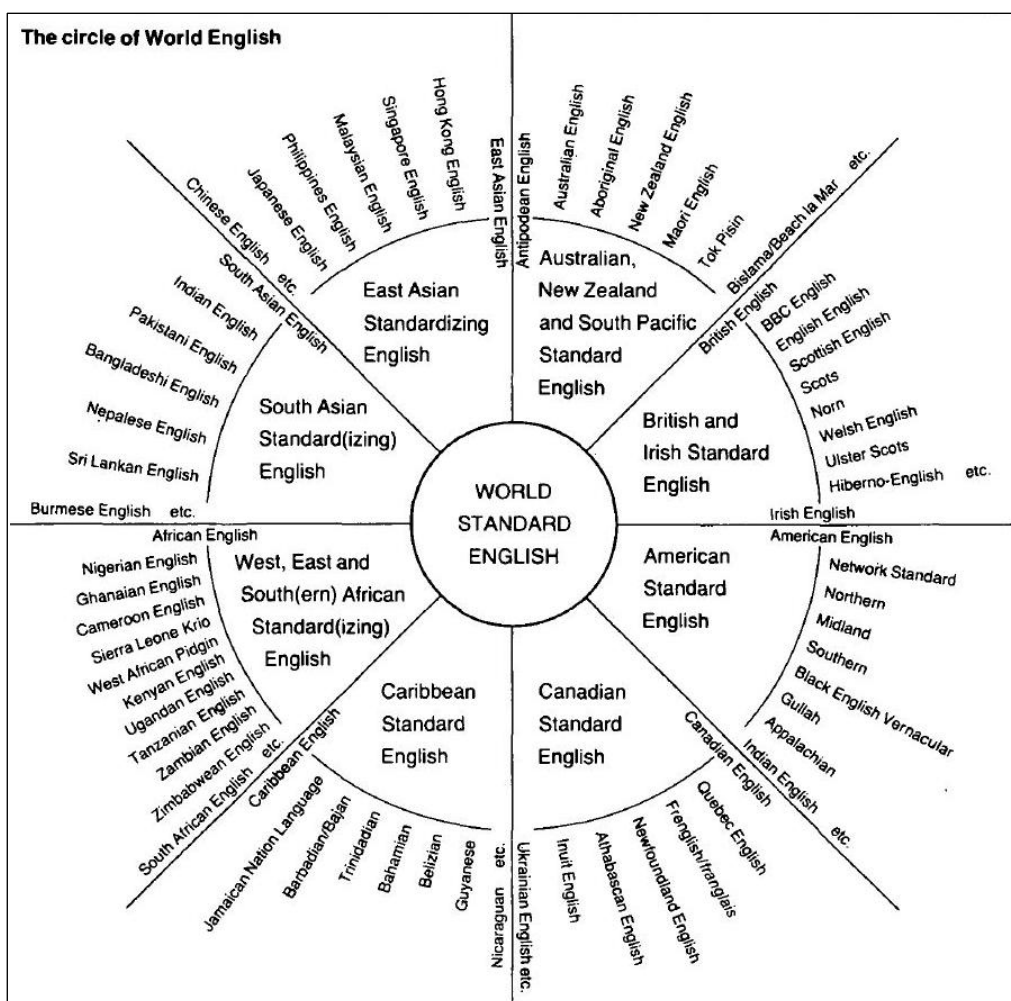 The circle of World English
WORLD
STANDARD
ENGLISH
Australian,
New Zealand
and South Pacific
Standard
English
Antipodean English
Australian English
Aboriginal English
New Zealand English
Maori English
Tok Pisin
Bistama/Beach la Mar etc.
British and
Irish Standard
English
British English
BBC English
English English
Scottish English
Scots
Norn
Welsh English
Ulster Scots
Hiberno-English etc.
Irish English
American
Standard
English
American English
Network Standard
Northern
Midland
Southern
Black English Vernacular
Gullah
Appalachian
Indian English etc.
Canadian
Standard
English
Canadian English
Quebec English
Frenglish/franglais
Newfoundland English
Athabascan English
Inuit English
Ukrainian English etc.
Caribbean
Standard
English
Caribbean English
Jamaican Nation Language
Barbadian/Bajan
Trinidadian
Bahamian
Belizian
Guyanese
Nicaraguan etc.
West, East and
South(ern) African
Standard(izing)
English
African English
Nigerian English
Ghanaian English
Cameroon English
Sierra Leone Krio
West African Pidgin
Kenyan English
Ugandan English
Tanzanian English
Zambian English
Zimbabwean English
South African English etc.
South Asian
Standard(izing)
English
South Asian English
Indian English
Pakistani English
Bangladeshi English
Nepalese English
Sri Lankan English
Burmese English etc.
East Asian
Standardizing
English
East Asian English
Hong Kong English
Singapore English
Malaysian English
Philippines English
Japanese English
Chinese English etc.